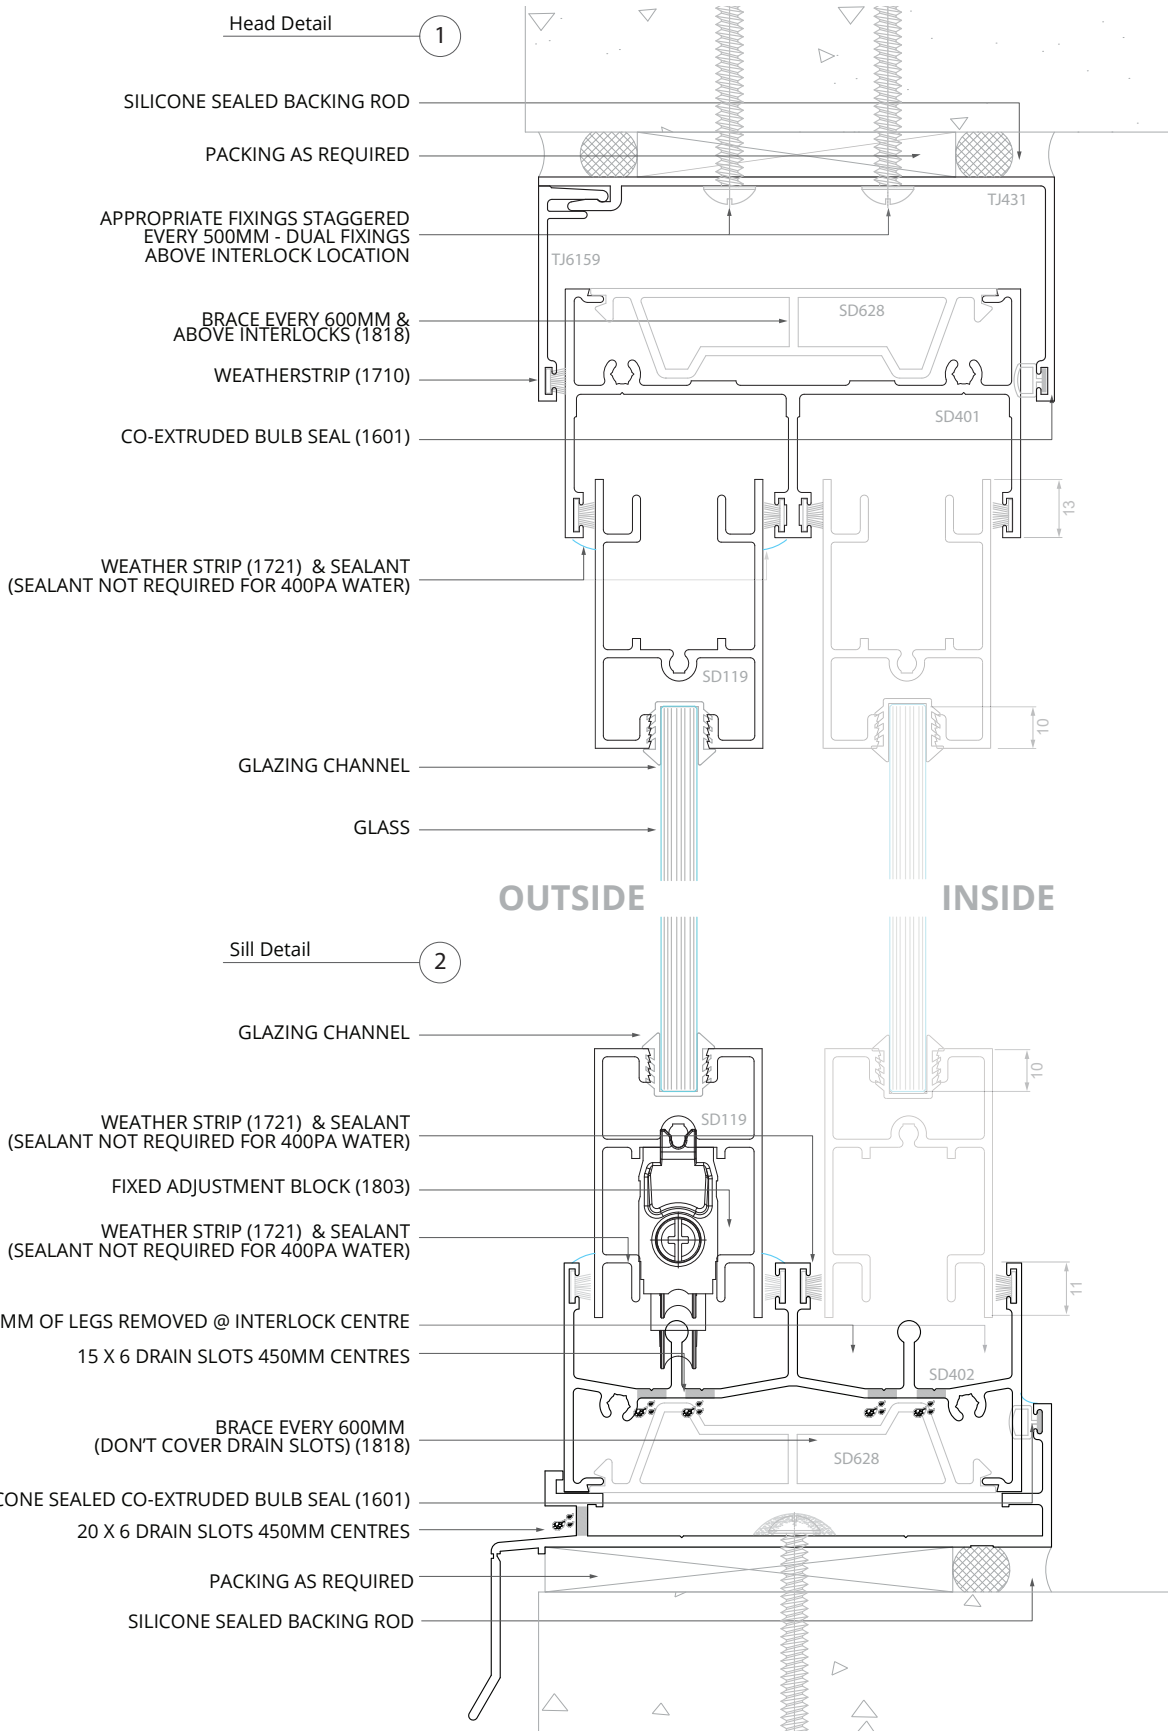 Head Detail
1
SILICONE SEALED BACKING ROD
PACKING AS REQUIRED
TJ431
APPROPRIATE FIXINGS STAGGERED
EVERY 500MM - DUAL FIXINGS
ABOVE INTERLOCK LOCATION
TJ6159
SD628
BRACE EVERY 600MM &
ABOVE INTERLOCKS (1818)
WEATHERSTRIP (1710)
SD401
CO-EXTRUDED BULB SEAL (1601)
13
WEATHER STRIP (1721) & SEALANT
(SEALANT NOT REQUIRED FOR 400PA WATER)
SD119
10
GLAZING CHANNEL
GLASS
OUTSIDE
INSIDE
Sill Detail
2
GLAZING CHANNEL
10
SD119
WEATHER STRIP (1721) & SEALANT
(SEALANT NOT REQUIRED FOR 400PA WATER)
FIXED ADJUSTMENT BLOCK (1803)
WEATHER STRIP (1721) & SEALANT
(SEALANT NOT REQUIRED FOR 400PA WATER)
11
MM OF LEGS REMOVED @ INTERLOCK CENTRE
15 X 6 DRAIN SLOTS 450MM CENTRES
SD402
BRACE EVERY 600MM
(DON'T COVER DRAIN SLOTS) (1818)
SD628
CONE SEALED CO-EXTRUDED BULB SEAL (1601)
20 X 6 DRAIN SLOTS 450MM CENTRES
PACKING AS REQUIRED
SILICONE SEALED BACKING ROD